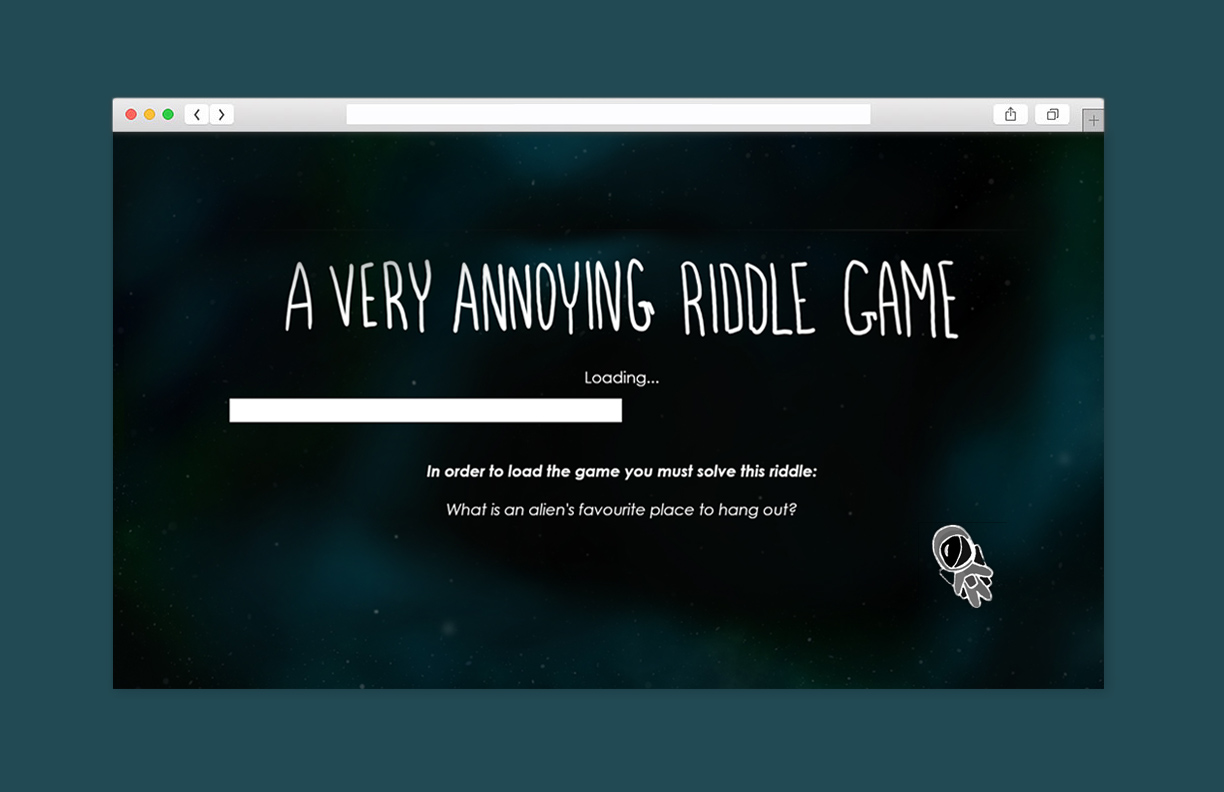 A VERY ANNOYING RIDDLE GAME
Loading...
In order to load the game you must solve this riddle:
What is an alien's favourite place to hang out?